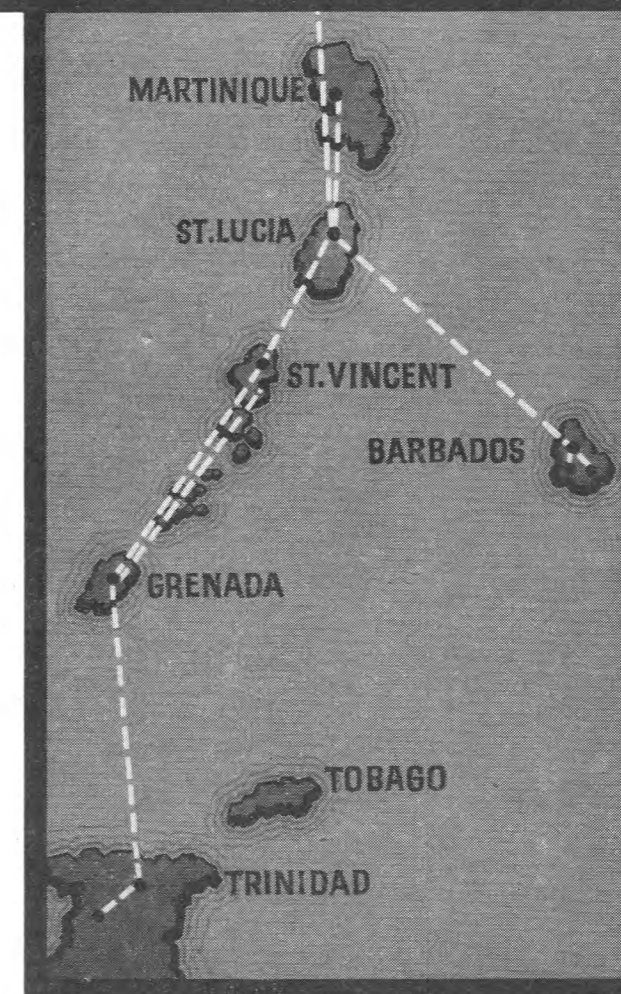 MARTINIQUE
ST.LUCIA
ST.VINCENT
BARBADOS
GRENADA
TOBAGO
TRINIDAD